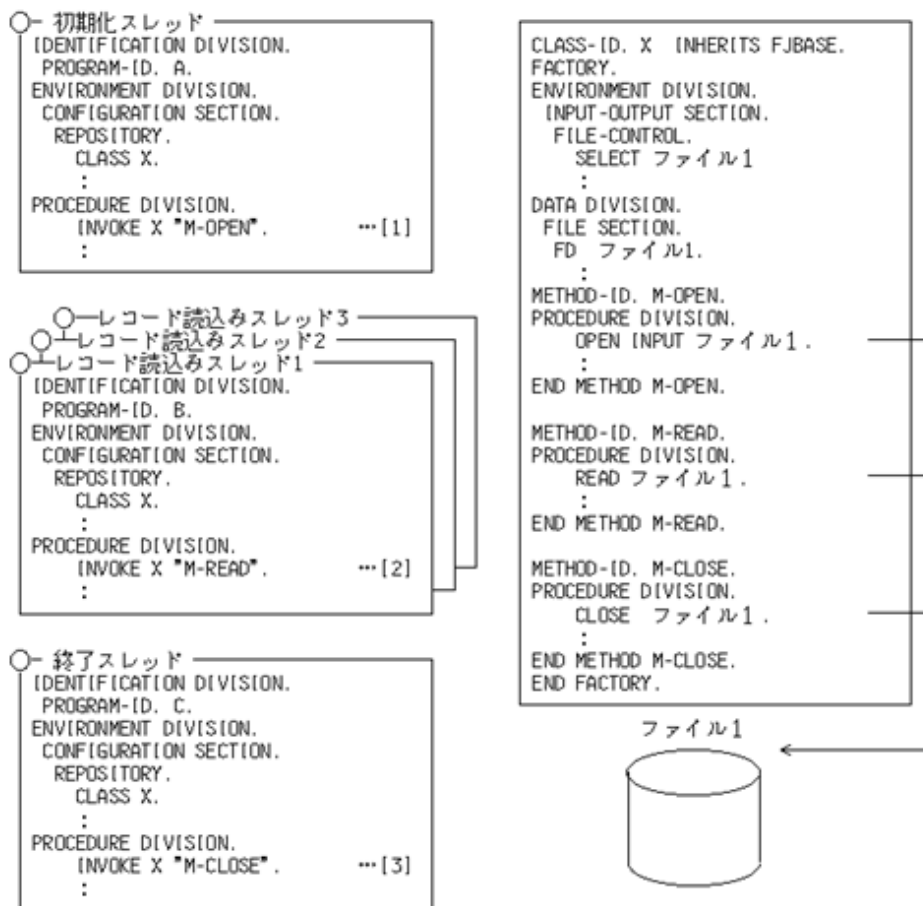 初期化スレッド
IDENTIFICATION DIVISION.
PROGRAM-ID. A.
ENVIRONMENT DIVISION.
CONFIGURATION SECTION.
REPOSITORY.
CLASS X.
:
PROCEDURE DIVISION.
INVOKE X "M-OPEN". …[1]
:
レコード読込みスレッド3
レコード読込みスレッド2
レコード読込みスレッド1
IDENTIFICATION DIVISION.
PROGRAM-ID. B.
ENVIRONMENT DIVISION.
CONFIGURATION SECTION.
REPOSITORY.
CLASS X.
:
PROCEDURE DIVISION.
INVOKE X "M-READ". …[2]
:
終了スレッド
IDENTIFICATION DIVISION.
PROGRAM-ID. C.
ENVIRONMENT DIVISION.
CONFIGURATION SECTION.
REPOSITORY.
CLASS X.
:
PROCEDURE DIVISION.
INVOKE X "M-CLOSE". …[3]
:
CLASS-ID. X INHERITS FJBASE.
FACTORY.
ENVIRONMENT DIVISION.
INPUT-OUTPUT SECTION.
FILE-CONTROL.
SELECT ファイル1
:
DATA DIVISION.
FILE SECTION.
FD ファイル1.
:
METHOD-ID. M-OPEN.
PROCEDURE DIVISION.
OPEN INPUT ファイル1.
:
END METHOD M-OPEN.
METHOD-ID. M-READ.
PROCEDURE DIVISION.
READ ファイル1.
:
END METHOD M-READ.
METHOD-ID. M-CLOSE.
PROCEDURE DIVISION.
CLOSE ファイル1.
:
END METHOD M-CLOSE.
END FACTORY.
ファイル1